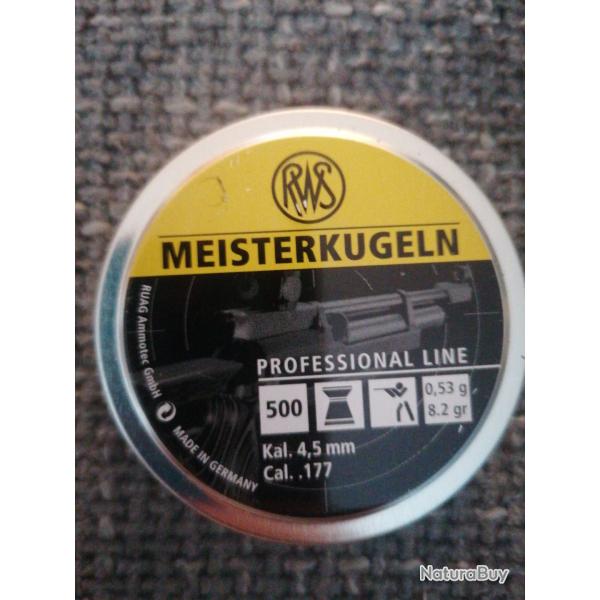 RWS
MEISTERKUGELN
PROFESSIONAL LINE
500
0,53 g
8.2 gr
Kal. 4,5 mm
Cal. .177
RUAG Ammotec GmbH
MADE IN GERMANY
NaturaBuy